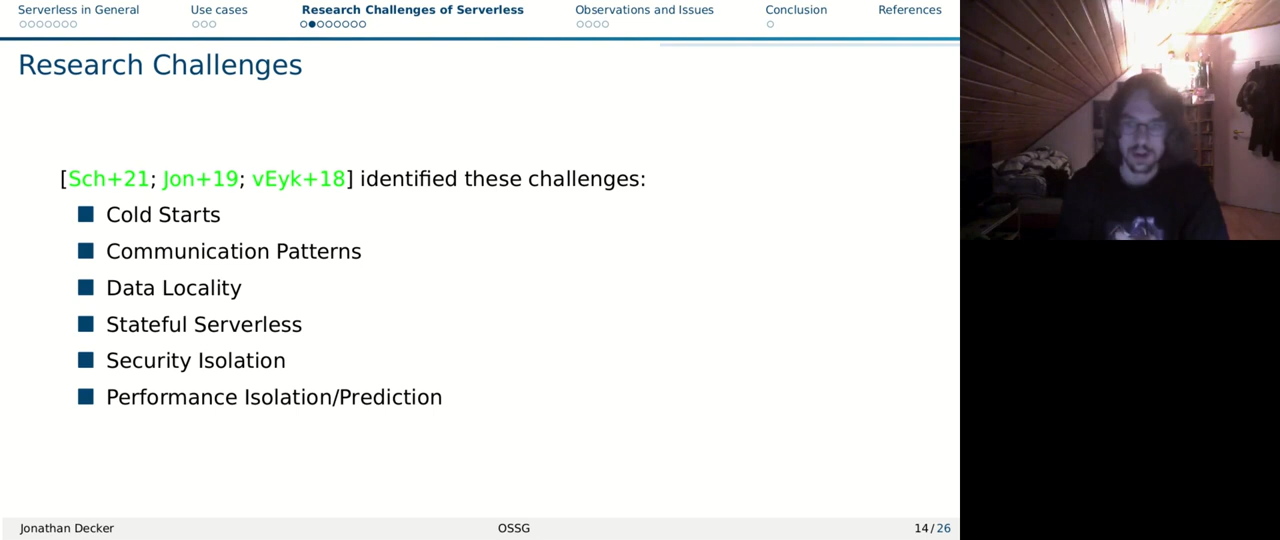 Serverless in General Use cases Research Challenges of Serverless Observations and Issues Conclusion References
Research Challenges
[Sch+21; Jon+19; vEyk+18] identified these challenges:
Cold Starts
Communication Patterns
Data Locality
Stateful Serverless
Security Isolation
Performance Isolation/Prediction
Jonathan Decker OSSG 14/26